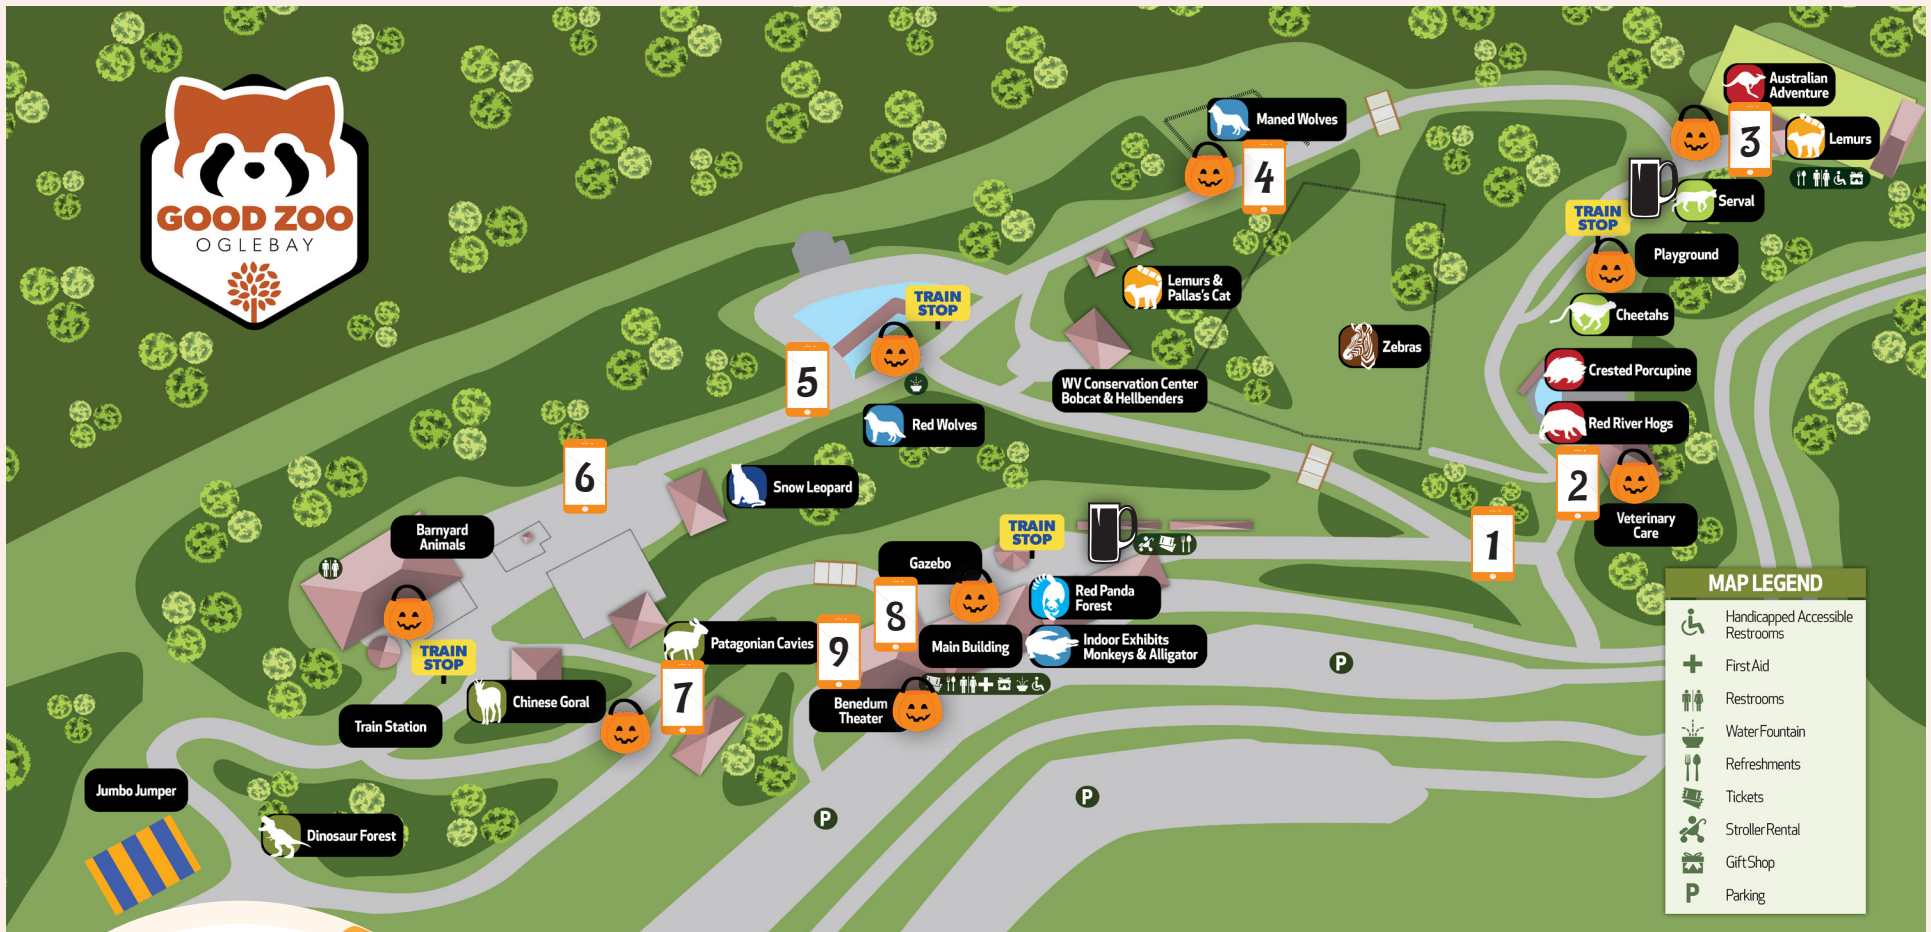 GOOD ZOO
OGLEBAY
Australian
Adventure
3
Lemurs
Serval
TRAIN
STOP
Playground
Cheetahs
Maned Wolves
4
Lemurs &
Pallas's Cat
Zebras
Crested Porcupine
Red River Hogs
2
Veterinary
Care
1
WV Conservation Center
Bobcat & Hellbenders
TRAIN
STOP
5
Red Wolves
6
Snow Leopard
Barnyard
Animals
TRAIN
STOP
Gazebo
Red Panda
Forest
8
Main Building
Indoor Exhibits
Monkeys & Alligator
9
Benedum
Theater
Patagonian Cavies
7
TRAIN
STOP
Chinese Goral
Train Station
Jumbo Jumper
Dinosaur Forest
P
P
P
MAP LEGEND
Handicapped Accessible
Restrooms
First Aid
Restrooms
Water Fountain
Refreshments
Tickets
Stroller Rental
Gift Shop
P Parking